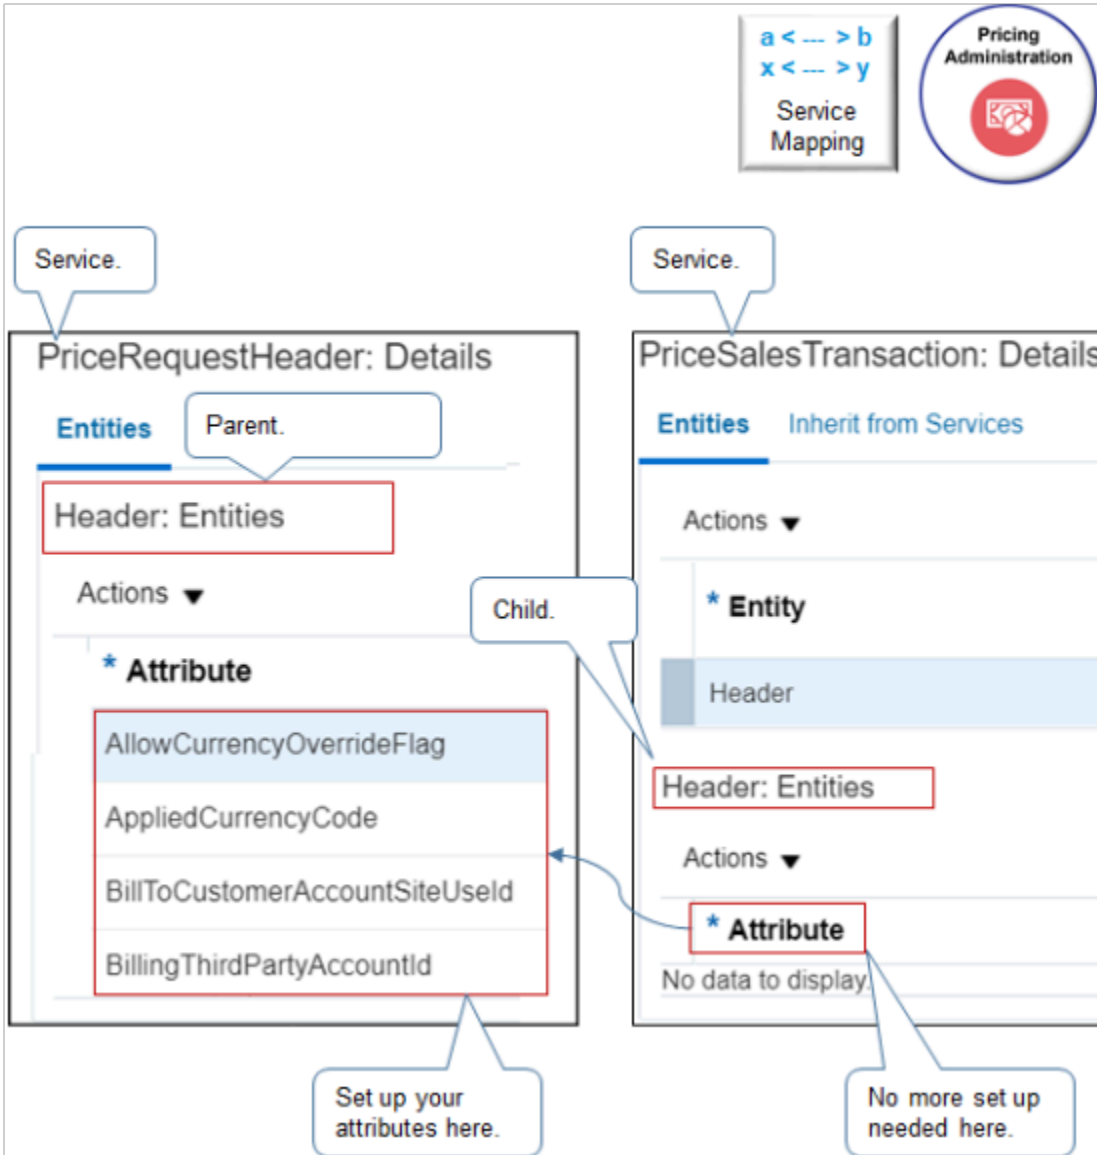 a < --- > b
x < --- > y
Service
Mapping
Pricing
Administration
Service.
Service.
PriceRequestHeader: Details
Entities
Parent.
Header: Entities
Actions
* Attribute
AllowCurrencyOverrideFlag
AppliedCurrencyCode
BillToCustomerAccountSiteUseId
BillingThirdPartyAccountId
Set up your
attributes here.
PriceSalesTransaction: Details
Entities Inherit from Services
Actions
* Entity
Header
Child.
Header: Entities
Actions
* Attribute
No data to display.
No more set up
needed here.